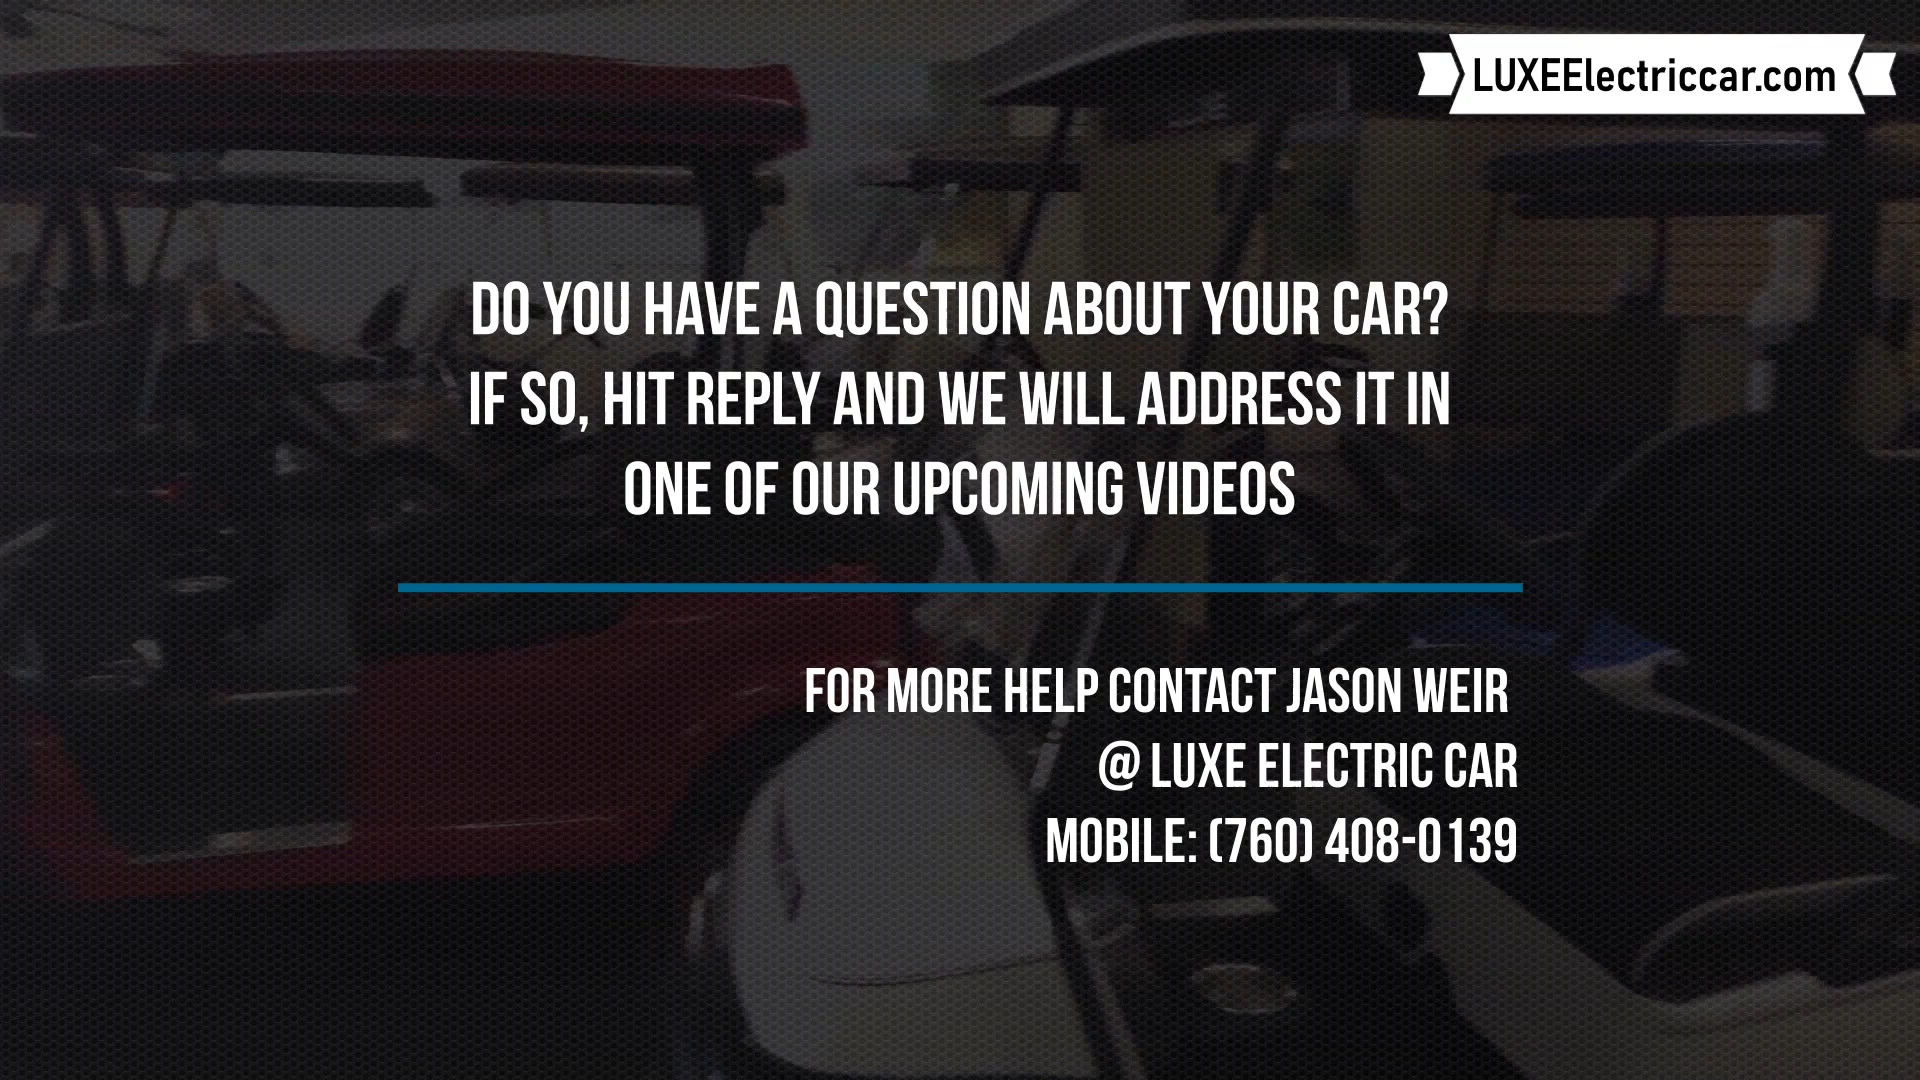 LUXEElectriccar.com
DO YOU HAVE A QUESTION ABOUT YOUR CAR?
IF SO, HIT REPLY AND WE WILL ADDRESS IT IN
ONE OF OUR UPCOMING VIDEOS
FOR MORE HELP CONTACT JASON WEIR
@ LUXE ELECTRIC CAR
MOBILE: (760) 408-0139